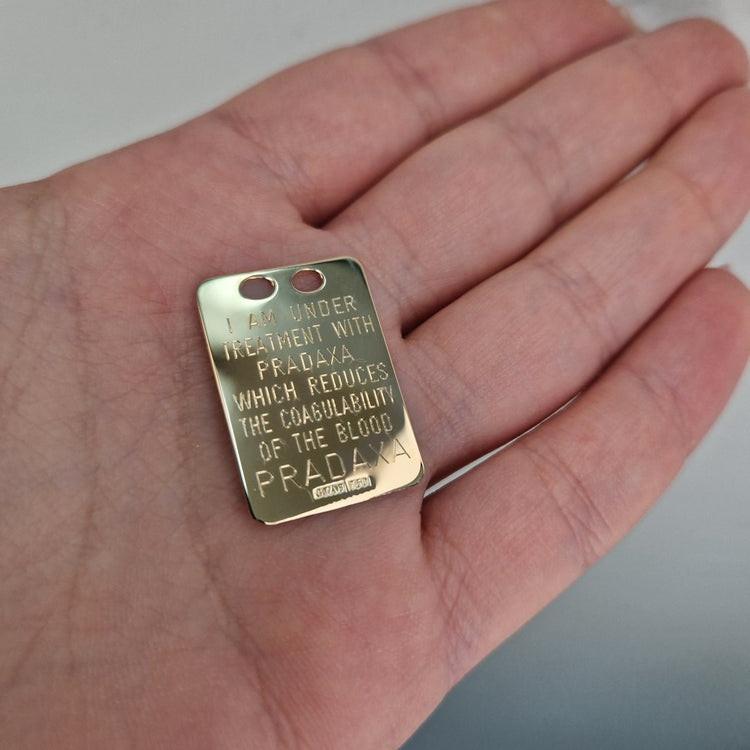 I AM UNDER
TREATMENT WITH
PRADAXA
WHICH REDUCES
THE COAGULABILITY
OF THE BLOOD
PRADAXA